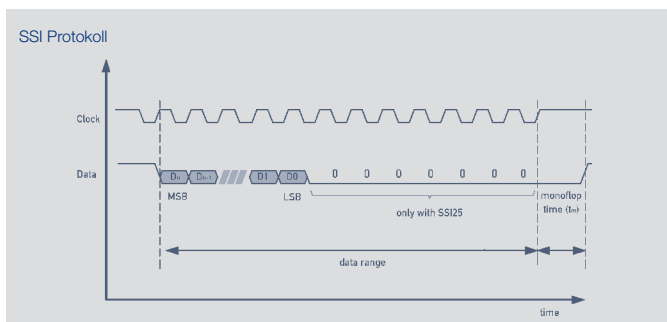 SSI Protokoll
Clock
Data
Dn Dn-1 D1 D0 0 0 0 0 0 0 0
MSB LSB
only with SSI25
monoflop
time (tm)
data range
time